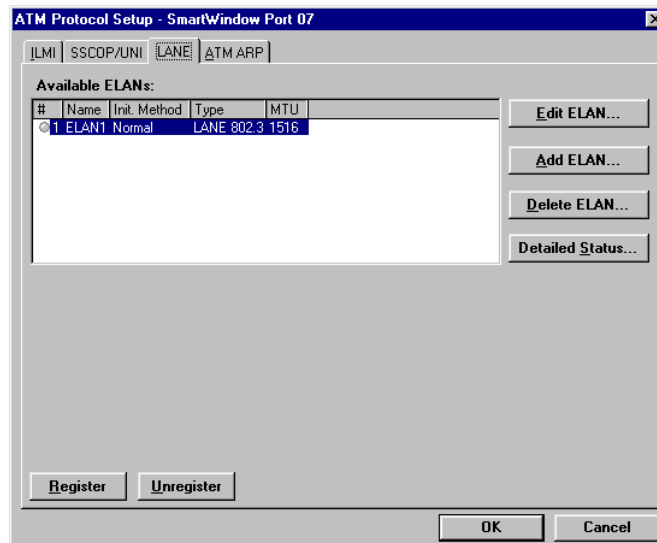 ATM Protocol Setup - SmartWindow Port 07
ILMI SSCOP/UNI LANE ATM ARP
Available ELANs:
# Name Init. Method Type MTU
1 ELAN1 Normal LANE 802.3 1516
Edit ELAN...
Add ELAN...
Delete ELAN...
Detailed Status...
Register Unregister
OK Cancel